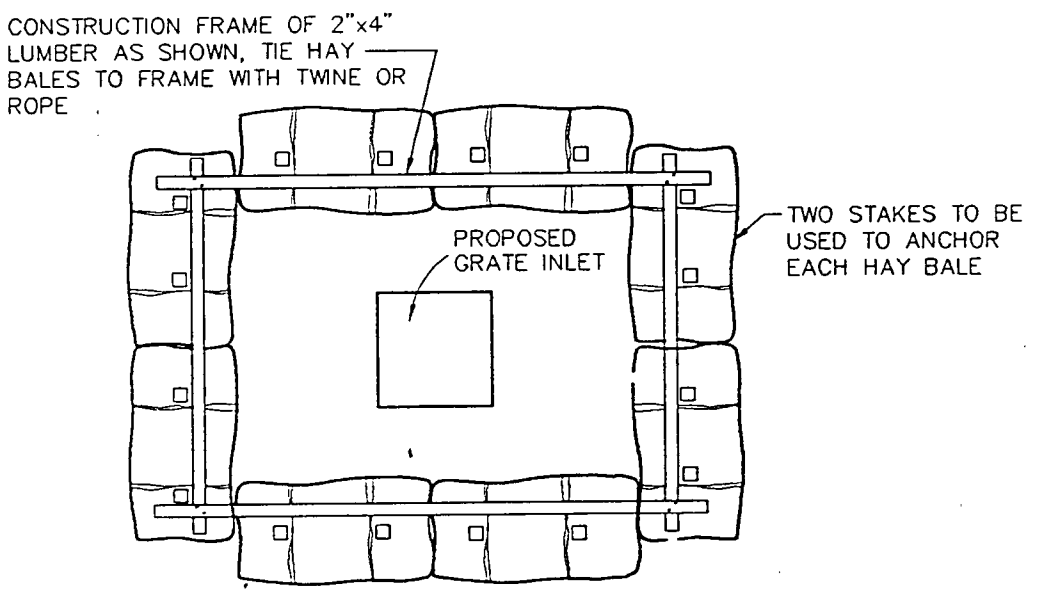 CONSTRUCTION FRAME OF 2"x4"
LUMBER AS SHOWN, TIE HAY
BALES TO FRAME WITH TWINE OR
ROPE
PROPOSED
GRATE INLET
TWO STAKES TO BE
USED TO ANCHOR
EACH HAY BALE